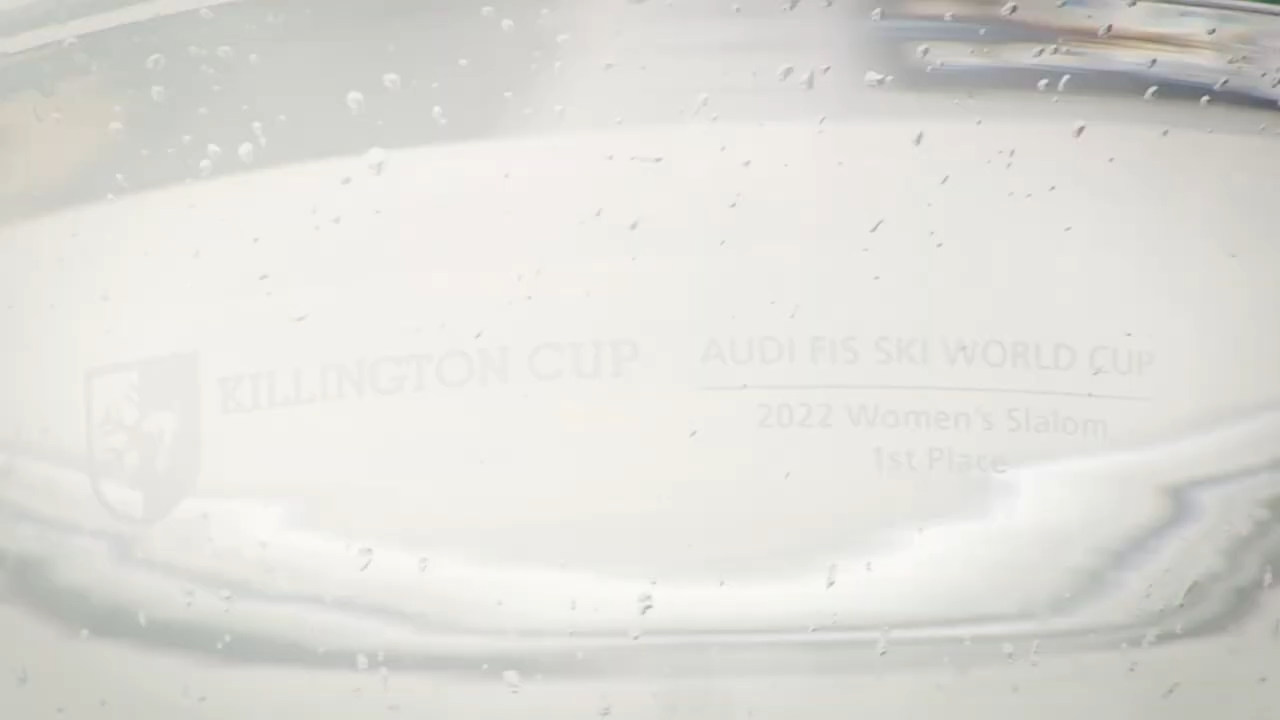 KILLINGTON CUP
AUDI FIS SKI WORLD CUP
2022 Women's Slalom
1st Place